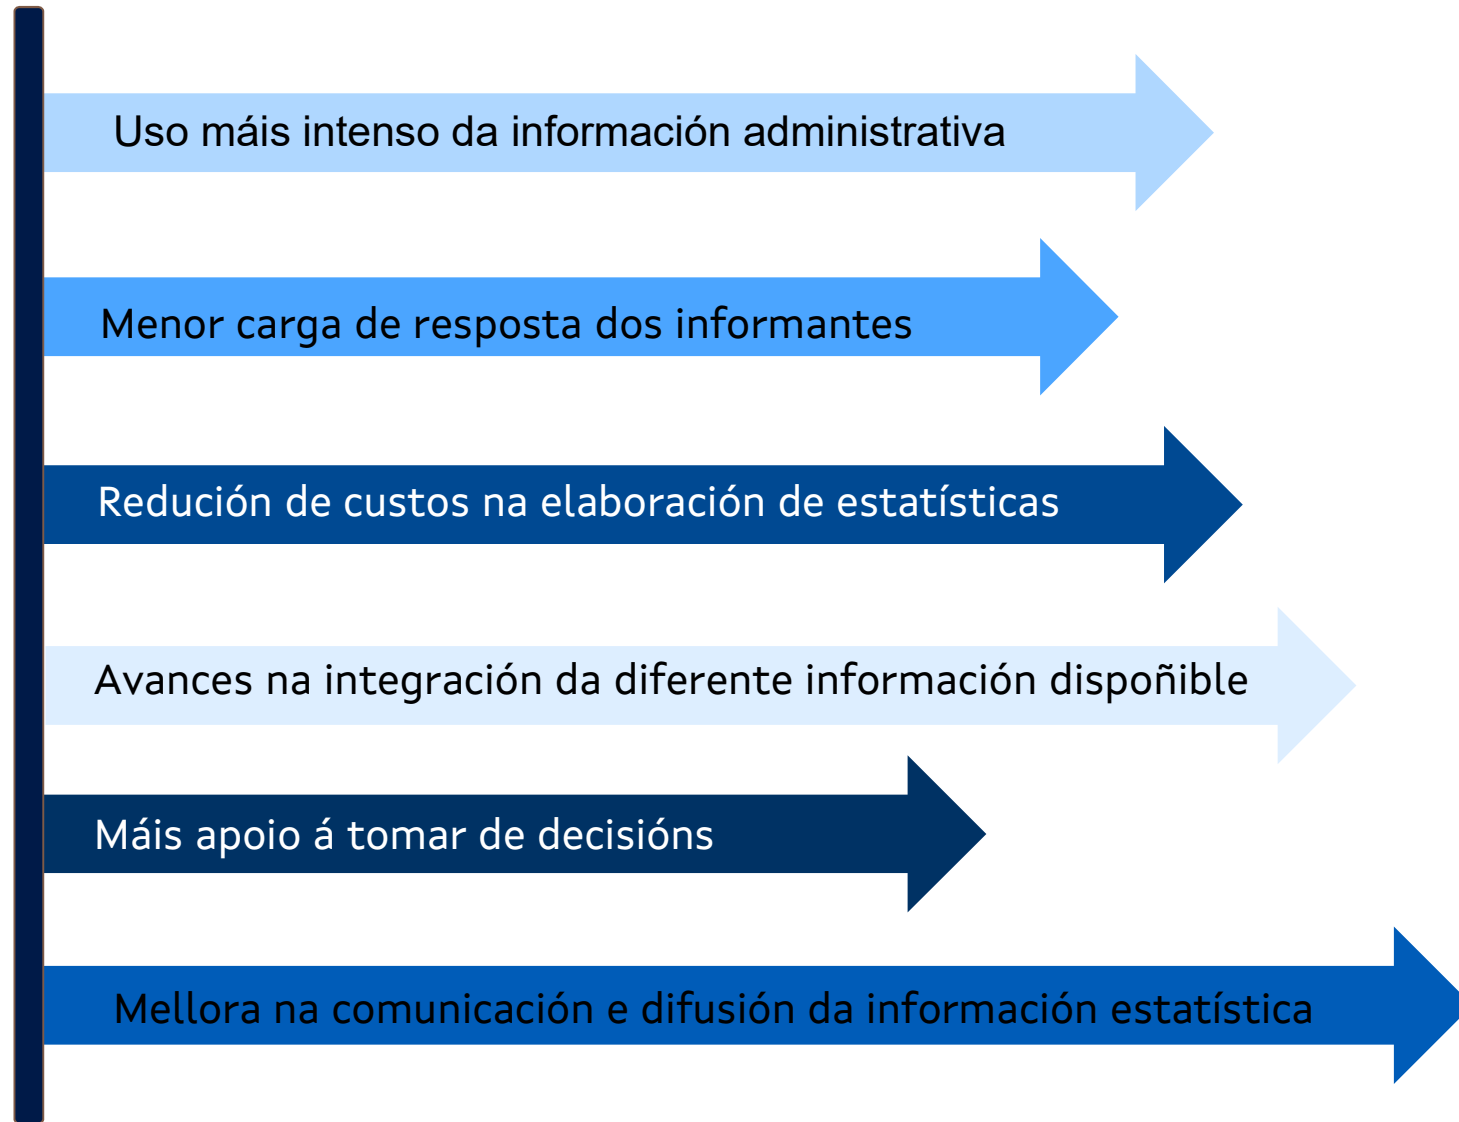 Uso máis intenso da información administrativa
Menor carga de resposta dos informantes
Redución de custos na elaboración de estatísticas
Avances na integración da diferente información dispoñible
Máis apoio á tomar de decisións
Mellora na comunicación e difusión da información estatística